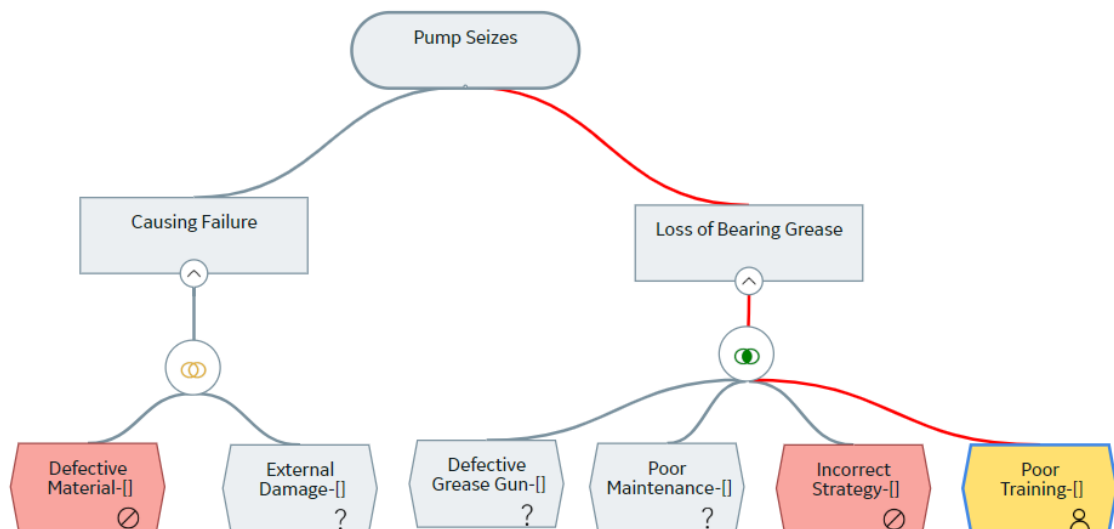 Pump Seizes
Causing Failure
Loss of Bearing Grease
Defective
Material-[]
External
Damage-[]
?
Defective
Grease Gun-[]
?
Poor
Maintenance-[]
?
Incorrect
Strategy-[]
Poor
Training-[]